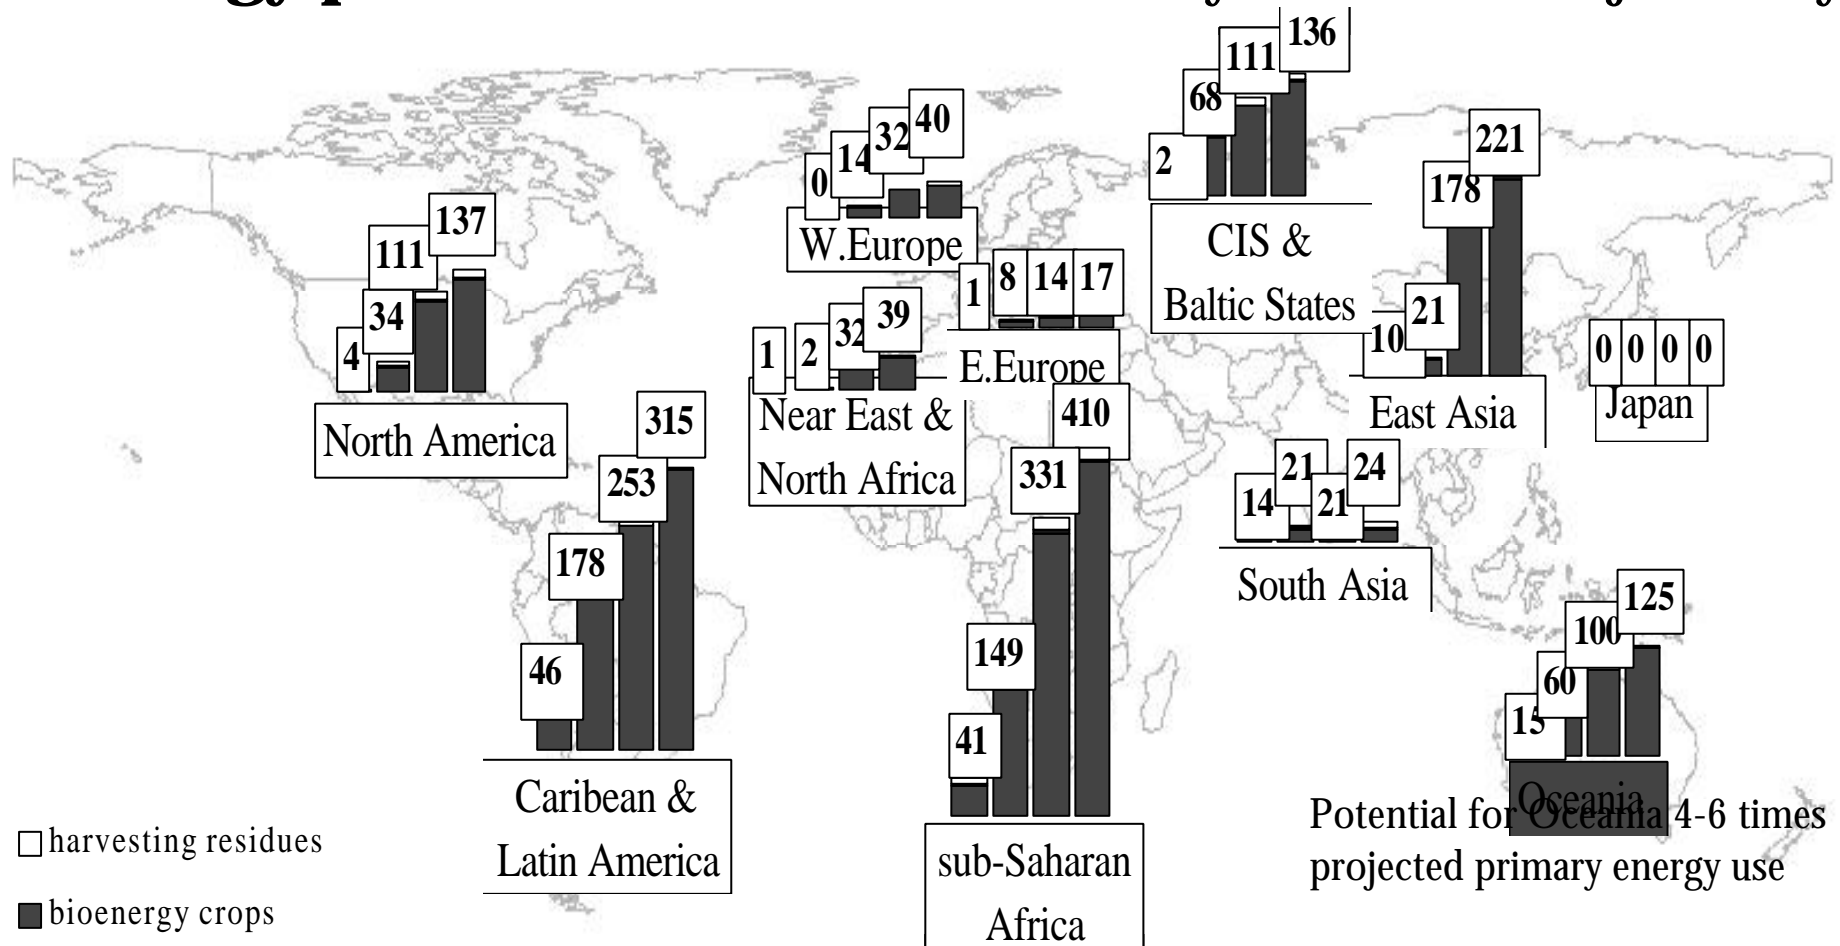 136
111
68
2
40
32
14
0
W.Europe
CIS &
Baltic States
221
178
21
10
East Asia
0 0 0 0
Japan
137
111
34
4
North America
1 8 14 17
E.Europe
39
32
2
1
Near East &
North Africa
315
253
178
46
Caribean &
Latin America
410
331
149
41
sub-Saharan
Africa
14 21 21 24
South Asia
125
100
60
15
Oceania
Potential for Oceania 4-6 times
projected primary energy use
harvesting residues
bioenergy crops